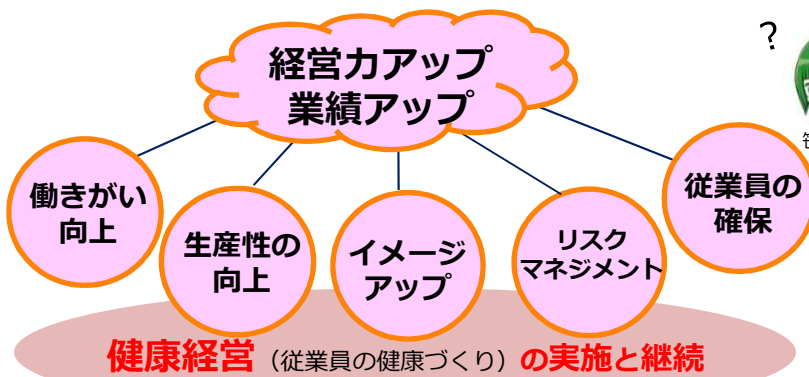 経営力アップ
業績アップ
?
働きがい
向上
生産性の
向上
イメージ
アップ
リスク
マネジメント
従業員の
確保
健康経営（従業員の健康づくり）の実施と継続